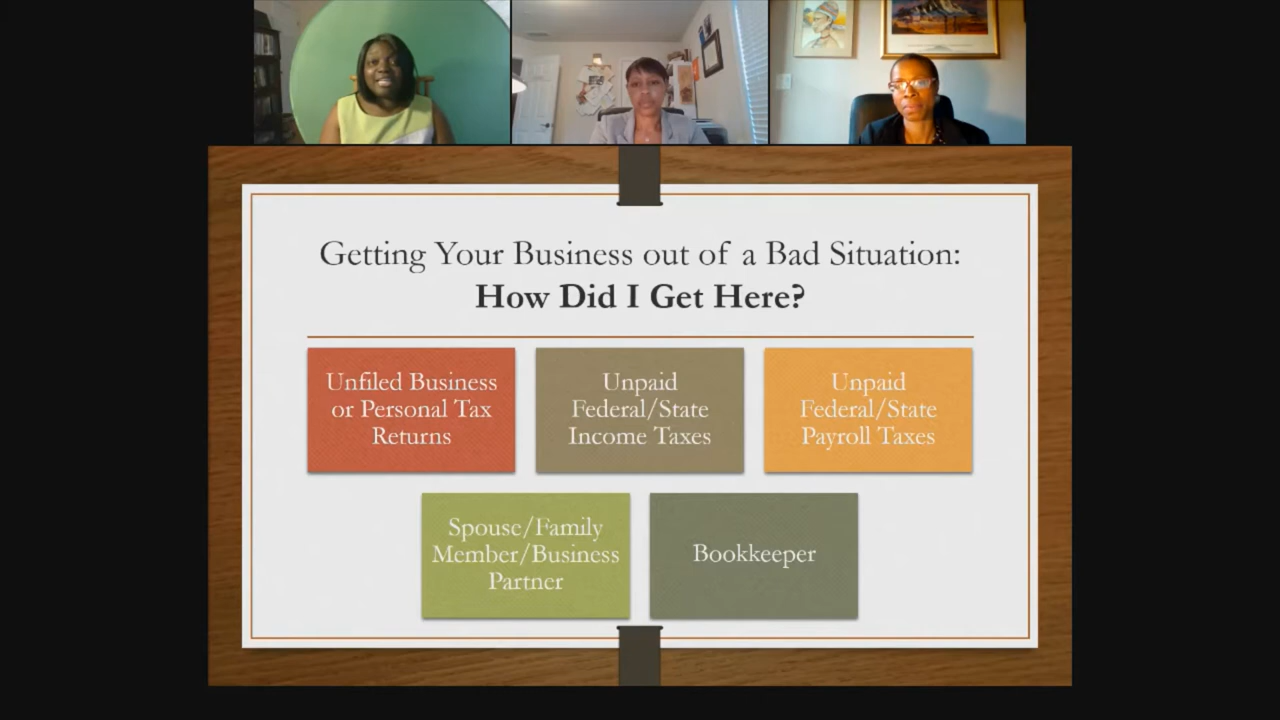 Getting Your Business out of a Bad Situation:
How Did I Get Here?
Unfiled Business
or Personal Tax
Returns
Unpaid
Federal/State
Income Taxes
Unpaid
Federal/State
Payroll Taxes
Spouse/Family
Member/Business
Partner
Bookkeeper